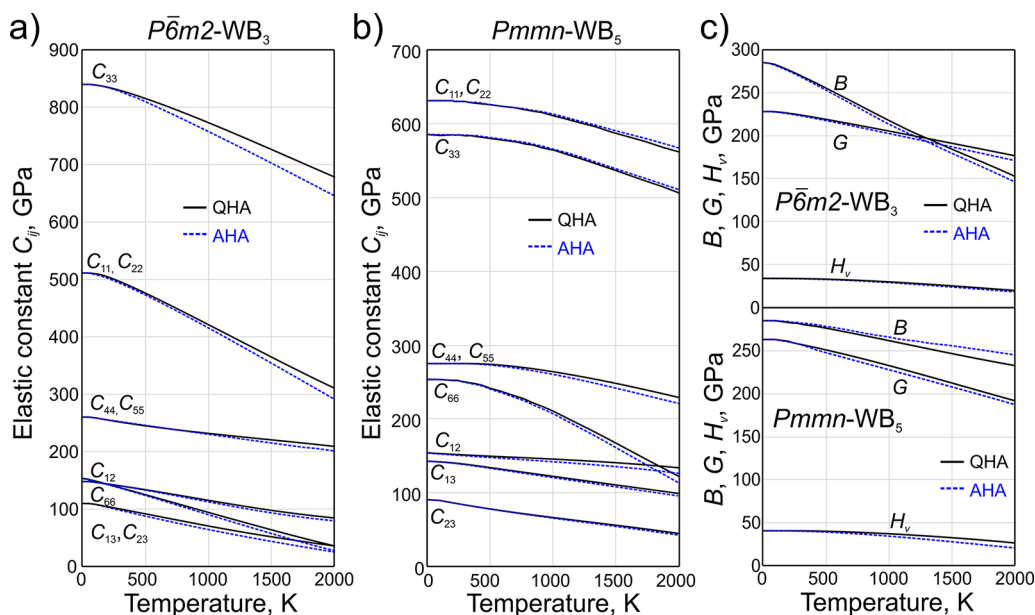 a)
P6̅m2-WB₃
Elastic constant Cᵢⱼ, GPa
900
800
700
600
500
400
300
200
100
0
C₃₃
QHA
AHA
C₁₁, C₂₂
C₄₄, C₅₅
C₁₂
C₆₆
C₁₃, C₂₃
0 500 1000 1500 2000
Temperature, K
b)
Pmmn-WB₅
Elastic constant Cᵢⱼ, GPa
700
600
500
400
300
200
100
0
C₁₁, C₂₂
C₃₃
QHA
AHA
C₄₄, C₅₅
C₆₆
C₁₂
C₁₃
C₂₃
0 500 1000 1500 2000
Temperature, K
c)
0 500 1000 1500 2000
B, G, Hᵥ, GPa
300
250
200
150
100
50
0
B
G
P6̅m2-WB₃
QHA
AHA
Hᵥ
B, G, Hᵥ, GPa
250
200
150
100
50
0
B
G
Pmmn-WB₅
QHA
AHA
Hᵥ
0 500 1000 1500 2000
Temperature, K